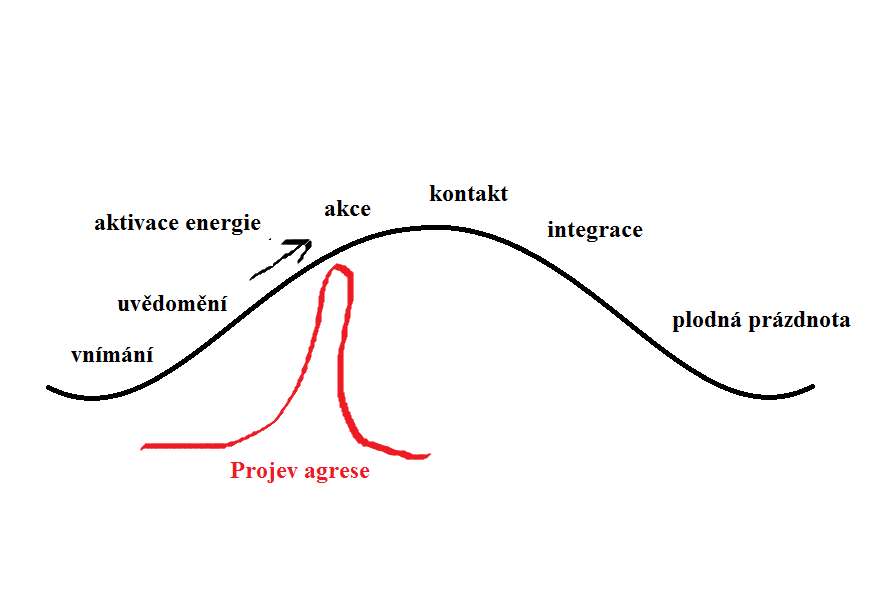 kontakt
akce
aktivace energie
integrace
uvědomění
plodná prázdnota
vnímání
Projev agrese